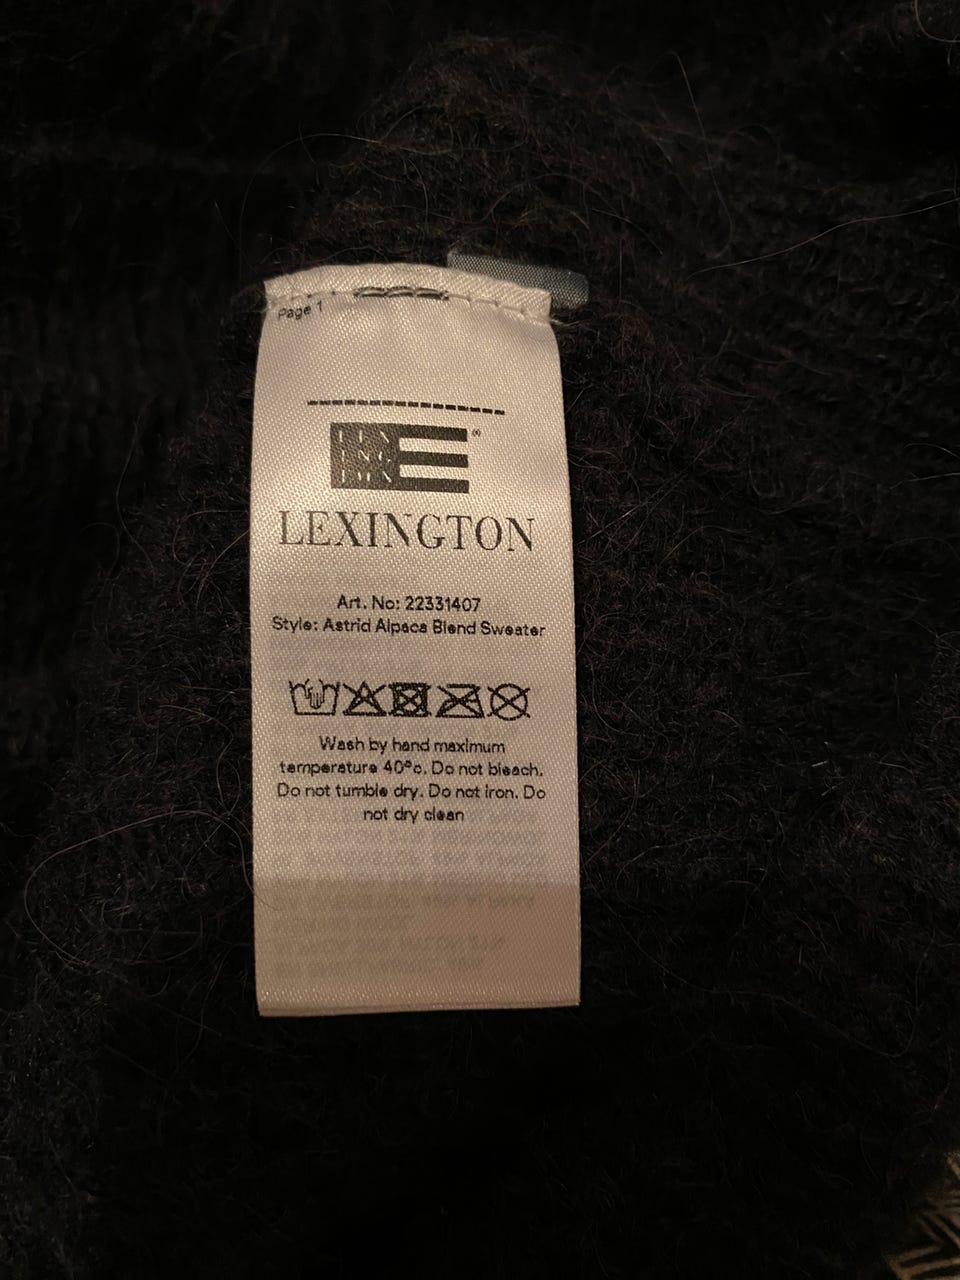 Page 1
®
LEXINGTON
Art. No: 22331407
Style: Astrid Alpaca Blend Sweater
Wash by hand maximum
temperature 40ºc. Do not bleach.
Do not tumble dry. Do not iron. Do
not dry clean